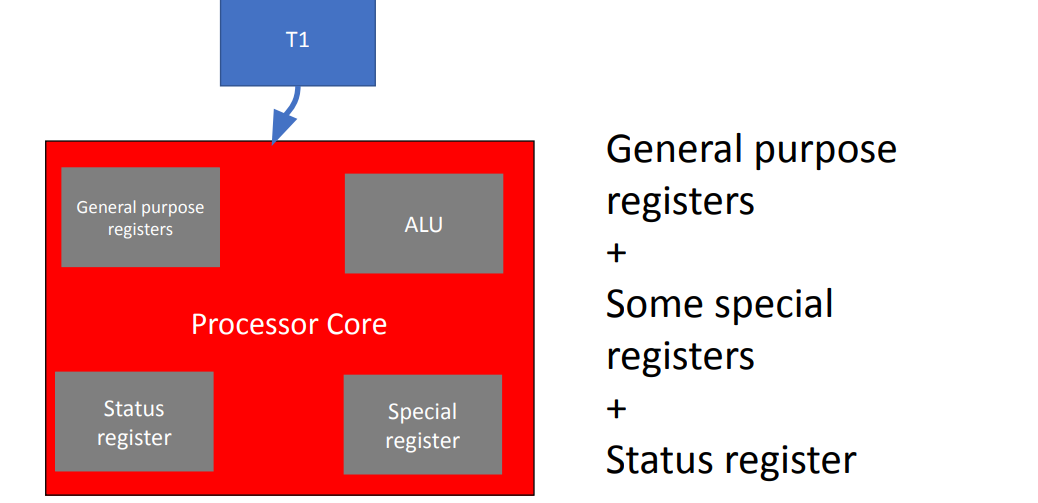 T1
General purpose
registers
ALU
Processor Core
Status
register
Special
register
General purpose
registers
+
Some special
registers
+
Status register